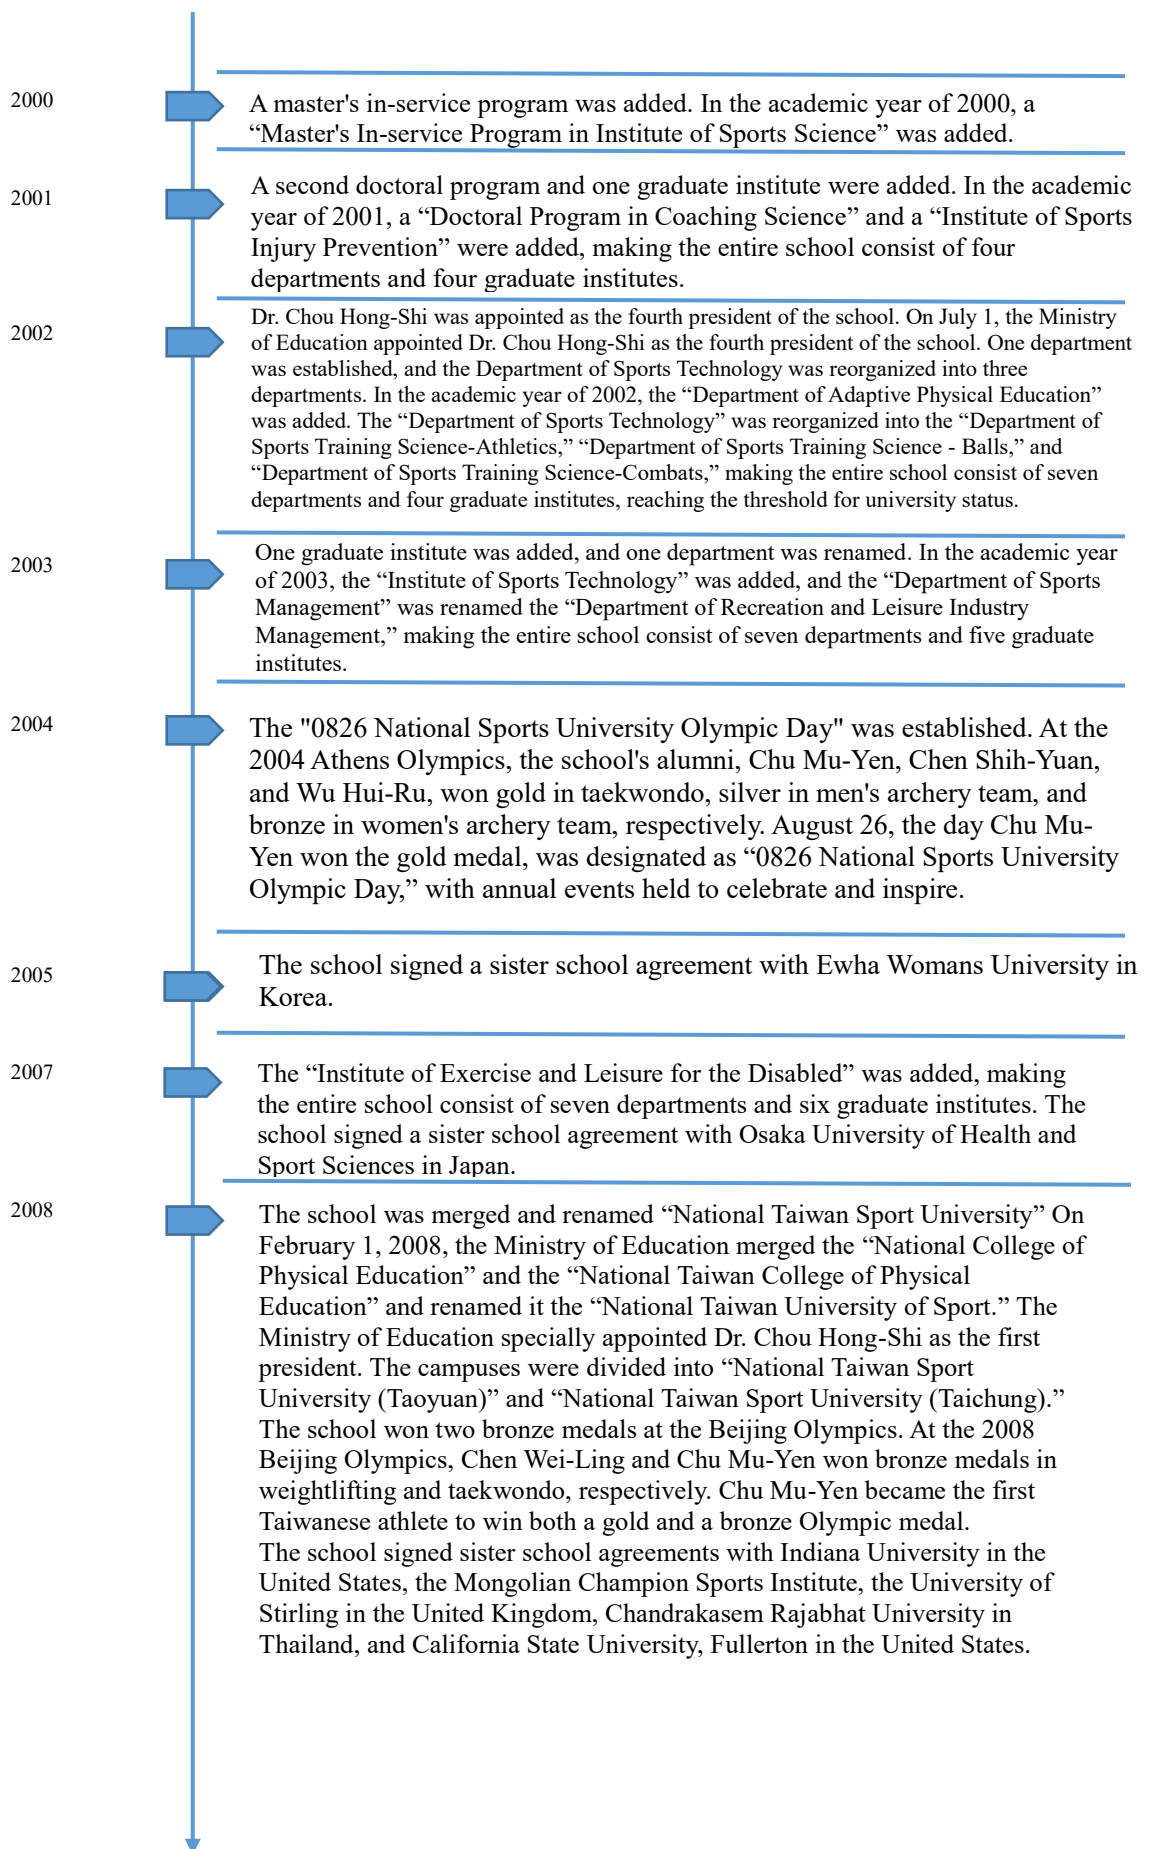 2000
A master's in-service program was added. In the academic year of 2000, a
“Master's In-service Program in Institute of Sports Science” was added.
2001
A second doctoral program and one graduate institute were added. In the academic
year of 2001, a “Doctoral Program in Coaching Science” and a “Institute of Sports
Injury Prevention” were added, making the entire school consist of four
departments and four graduate institutes.
2002
Dr. Chou Hong-Shi was appointed as the fourth president of the school. On July 1, the Ministry
of Education appointed Dr. Chou Hong-Shi as the fourth president of the school. One department
was established, and the Department of Sports Technology was reorganized into three
departments. In the academic year of 2002, the “Department of Adaptive Physical Education”
was added. The “Department of Sports Technology” was reorganized into the “Department of
Sports Training Science-Athletics,” “Department of Sports Training Science - Balls,” and
“Department of Sports Training Science-Combats,” making the entire school consist of seven
departments and four graduate institutes, reaching the threshold for university status.
2003
One graduate institute was added, and one department was renamed. In the academic year
of 2003, the “Institute of Sports Technology” was added, and the “Department of Sports
Management” was renamed the “Department of Recreation and Leisure Industry
Management,” making the entire school consist of seven departments and five graduate
institutes.
2004
The "0826 National Sports University Olympic Day" was established. At the
2004 Athens Olympics, the school's alumni, Chu Mu-Yen, Chen Shih-Yuan,
and Wu Hui-Ru, won gold in taekwondo, silver in men's archery team, and
bronze in women's archery team, respectively. August 26, the day Chu Mu-
Yen won the gold medal, was designated as “0826 National Sports University
Olympic Day,” with annual events held to celebrate and inspire.
2005
The school signed a sister school agreement with Ewha Womans University in
Korea.
2007
The “Institute of Exercise and Leisure for the Disabled” was added, making
the entire school consist of seven departments and six graduate institutes. The
school signed a sister school agreement with Osaka University of Health and
Sport Sciences in Japan.
2008
The school was merged and renamed “National Taiwan Sport University” On
February 1, 2008, the Ministry of Education merged the “National College of
Physical Education” and the “National Taiwan College of Physical
Education” and renamed it the “National Taiwan University of Sport.” The
Ministry of Education specially appointed Dr. Chou Hong-Shi as the first
president. The campuses were divided into “National Taiwan Sport
University (Taoyuan)” and “National Taiwan Sport University (Taichung).”
The school won two bronze medals at the Beijing Olympics. At the 2008
Beijing Olympics, Chen Wei-Ling and Chu Mu-Yen won bronze medals in
weightlifting and taekwondo, respectively. Chu Mu-Yen became the first
Taiwanese athlete to win both a gold and a bronze Olympic medal.
The school signed sister school agreements with Indiana University in the
United States, the Mongolian Champion Sports Institute, the University of
Stirling in the United Kingdom, Chandrakasem Rajabhat University in
Thailand, and California State University, Fullerton in the United States.